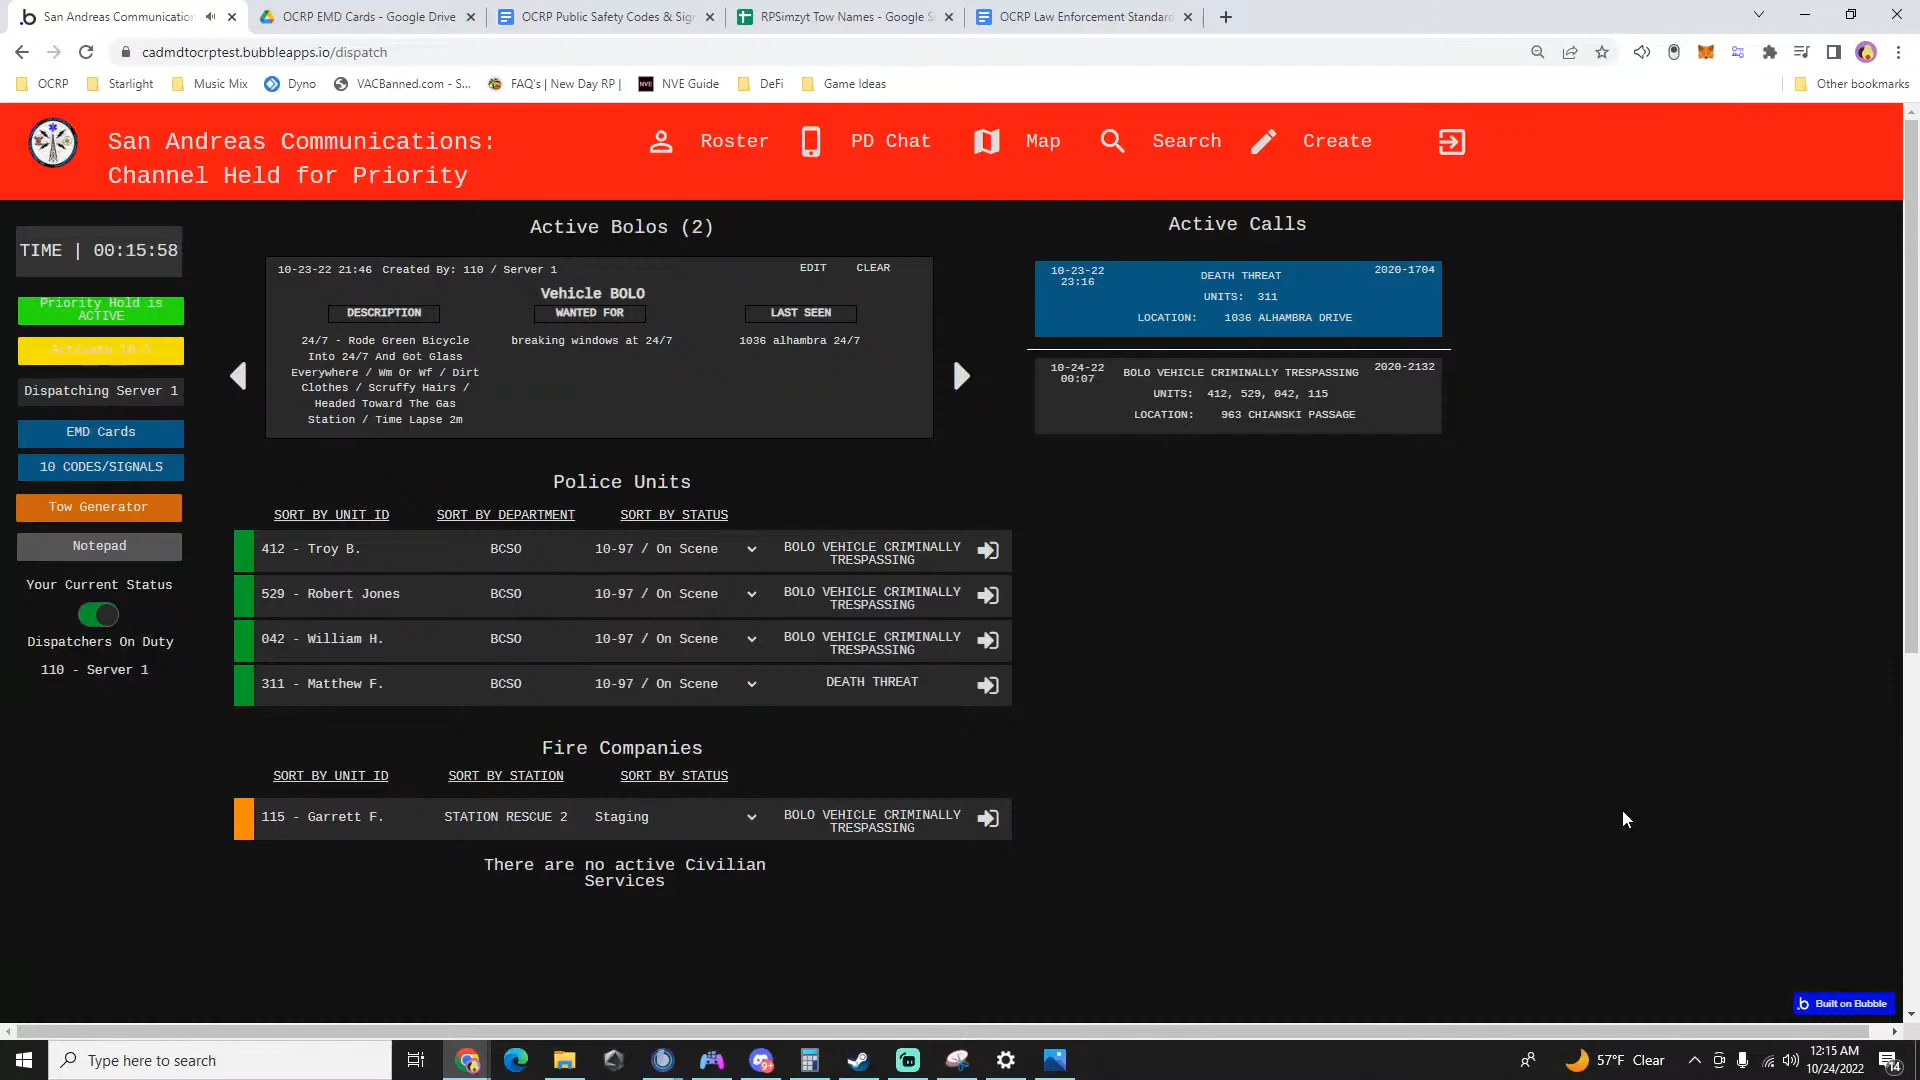 San Andreas Communication
OCRP EMD Cards - Google Drive
OCRP Public Safety Codes & Sig
RPSimzyt Tow Names - Google S
OCRP Law Enforcement Standard
cadmdtocrptest.bubbleapps.io/dispatch
OCRP
Starlight
Music Mix
Dyno
VACBanned.com - S...
FAQ's | New Day RP |
NVE Guide
DeFi
Game Ideas
Other bookmarks
San Andreas Communications:
Channel Held for Priority
Roster
PD Chat
Map
Search
Create
TIME | 00:15:58
Priority Hold is
ACTIVE
Activate 10-3
Dispatching Server 1
EMD Cards
10 CODES/SIGNALS
Tow Generator
Notepad
Your Current Status
Dispatchers On Duty
110 - Server 1
Active Bolos (2)
10-23-22 21:46 Created By: 110 / Server 1
EDIT
CLEAR
Vehicle BOLO
DESCRIPTION
WANTED FOR
LAST SEEN
24/7 - Rode Green Bicycle
Into 24/7 And Got Glass
Everywhere / Wm Or Wf / Dirt
Clothes / Scruffy Hairs /
Headed Toward The Gas
Station / Time Lapse 2m
breaking windows at 24/7
1036 alhambra 24/7
Active Calls
10-23-22
23:16
DEATH THREAT
2020-1704
UNITS: 311
LOCATION: 1036 ALHAMBRA DRIVE
10-24-22
00:07
BOLO VEHICLE CRIMINALLY TRESPASSING
2020-2132
UNITS: 412, 529, 042, 115
LOCATION: 963 CHIANSKI PASSAGE
Police Units
SORT BY UNIT ID
SORT BY DEPARTMENT
SORT BY STATUS
412 - Troy B.
BCSO
10-97 / On Scene
BOLO VEHICLE CRIMINALLY
TRESPASSING
529 - Robert Jones
BCSO
10-97 / On Scene
BOLO VEHICLE CRIMINALLY
TRESPASSING
042 - William H.
BCSO
10-97 / On Scene
BOLO VEHICLE CRIMINALLY
TRESPASSING
311 - Matthew F.
BCSO
10-97 / On Scene
DEATH THREAT
Fire Companies
SORT BY UNIT ID
SORT BY STATION
SORT BY STATUS
115 - Garrett F.
STATION RESCUE 2
Staging
BOLO VEHICLE CRIMINALLY
TRESPASSING
There are no active Civilian
Services
Built on Bubble
Type here to search
57°F Clear
12:15 AM
10/24/2022
14